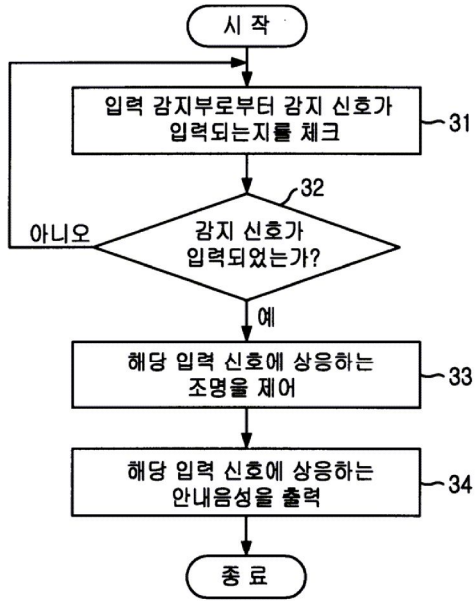 시 작
입력 감지부로부터 감지 신호가
입력되는지를 체크
31
32
감지 신호가
입력되었는가?
아니오
예
해당 입력 신호에 상응하는
조명을 제어
33
해당 입력 신호에 상응하는
안내음성을 출력
34
종 료